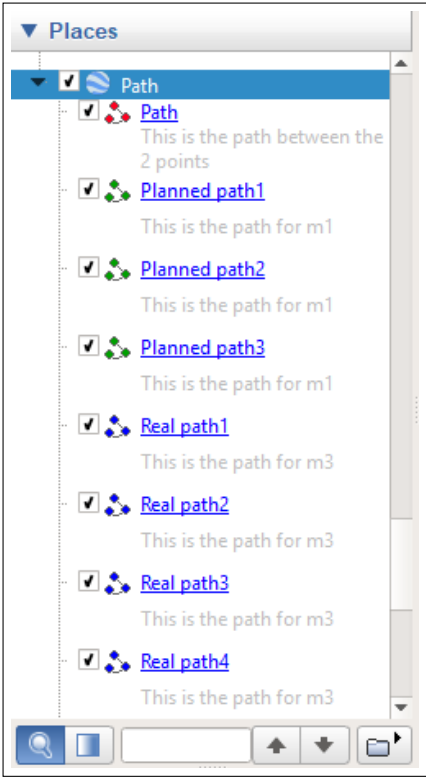 Places
Path
Path
This is the path between the
2 points
Planned path1
This is the path for m1
Planned path2
This is the path for m1
Planned path3
This is the path for m1
Real path1
This is the path for m3
Real path2
This is the path for m3
Real path3
This is the path for m3
Real path4
This is the path for m3